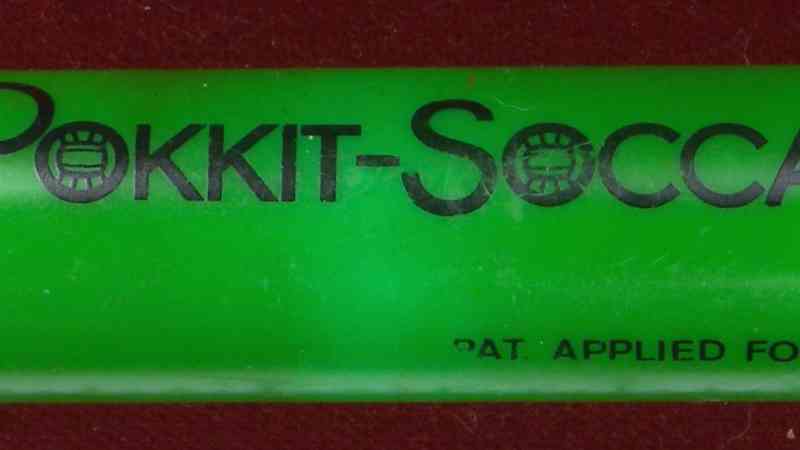 POKKIT-SOCCA
PAT. APPLIED FO